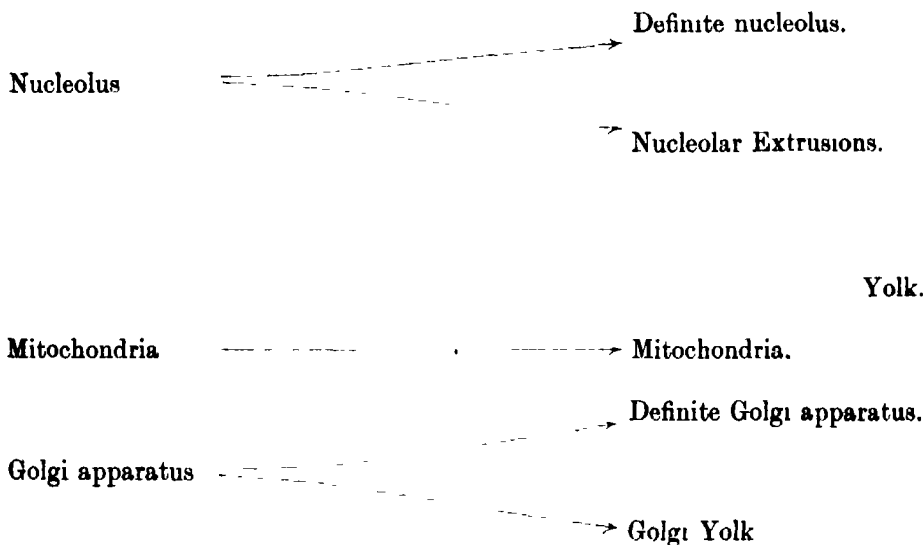 Definite nucleolus.
Nucleolus
Nucleolar Extrusions.
Yolk.
Mitochondria
Mitochondria.
Definite Golgi apparatus.
Golgi apparatus
Golgi Yolk